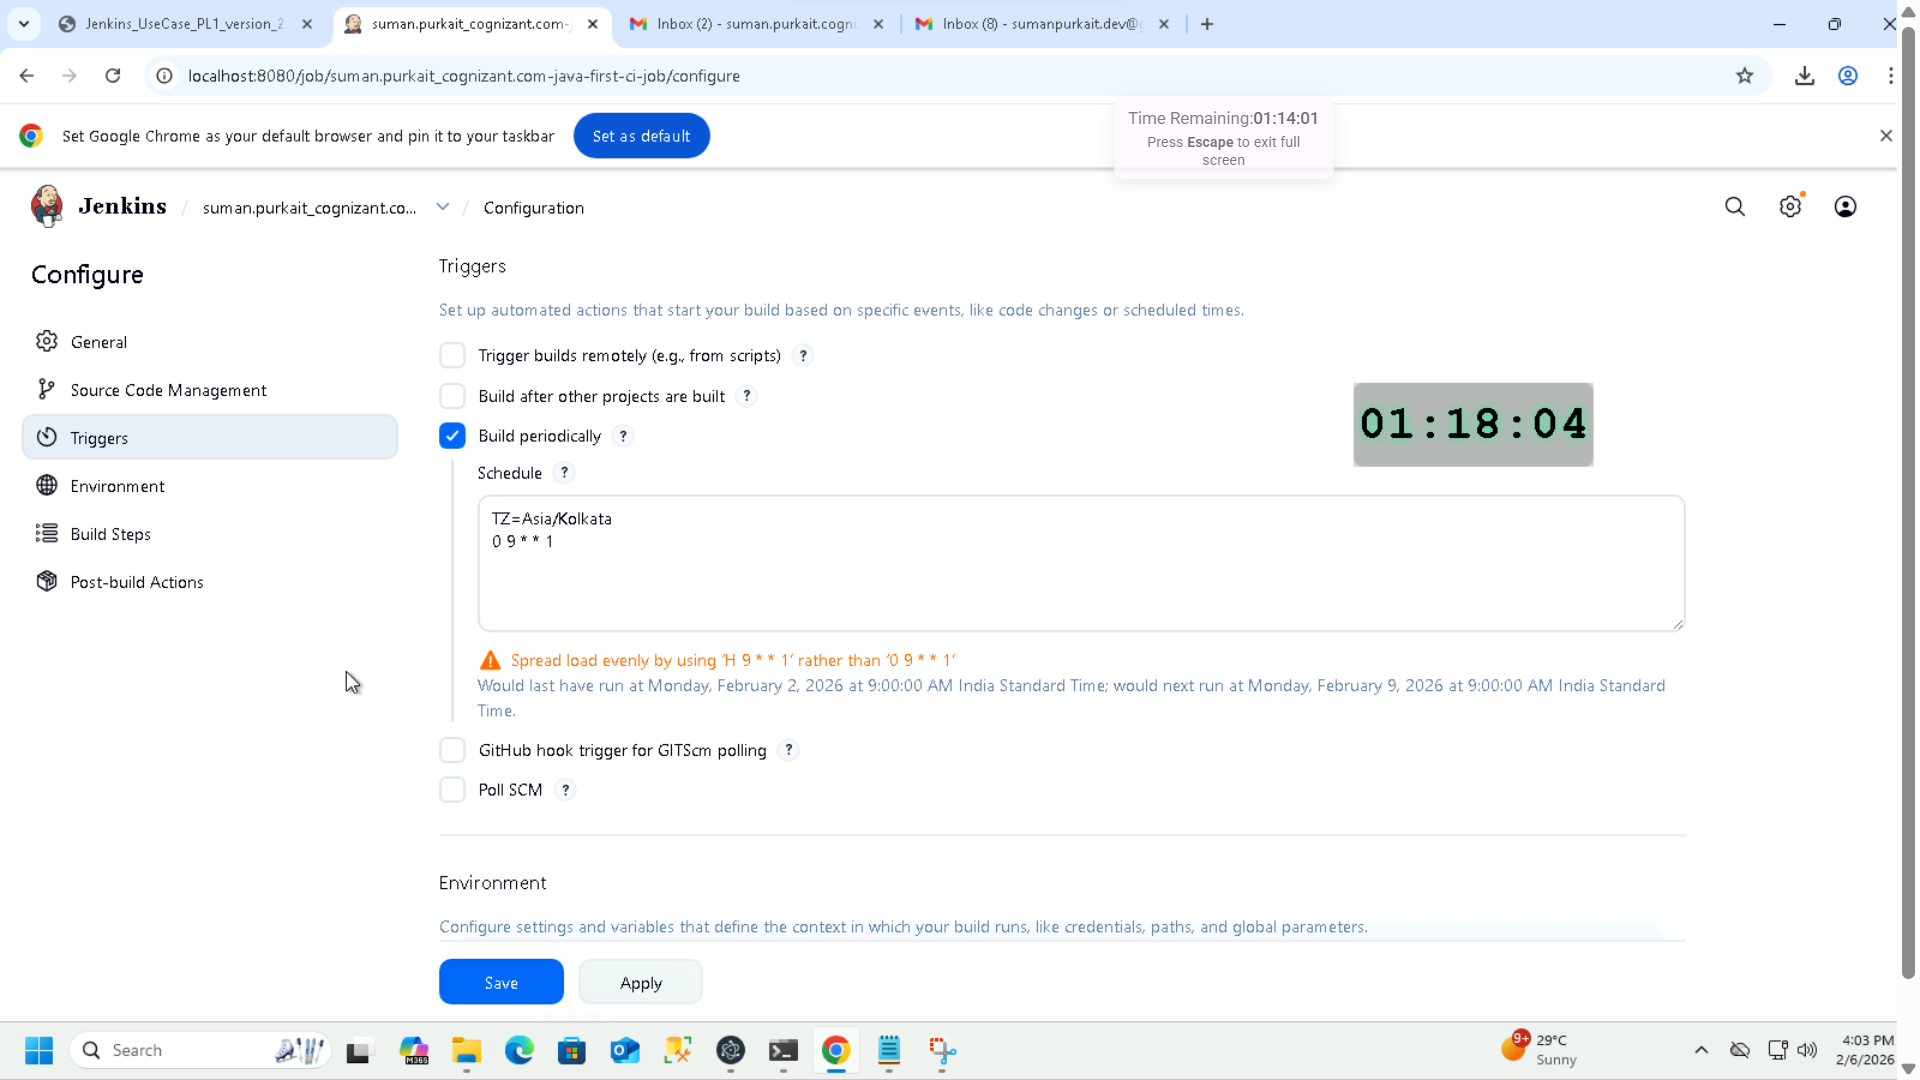 Jenkins_UseCase_PL1_version_2
suman.purkait_cognizant.com-j
Inbox (2) - suman.purkait.cogni
Inbox (8) - sumanpurkait.dev@g
localhost:8080/job/suman.purkait_cognizant.com-java-first-ci-job/configure
Set Google Chrome as your default browser and pin it to your taskbar
Set as default
Time Remaining:01:14:01
Press Escape to exit full
screen
Jenkins / suman.purkait_cognizant.co... / Configuration
Configure
General
Source Code Management
Triggers
Environment
Build Steps
Post-build Actions
Triggers
Set up automated actions that start your build based on specific events, like code changes or scheduled times.
Trigger builds remotely (e.g., from scripts) ?
Build after other projects are built ?
Build periodically ?
01:18:04
Schedule ?
TZ=Asia/Kolkata
0 9 * * 1
Spread load evenly by using ‘H 9 * * 1’ rather than ‘0 9 * * 1’
Would last have run at Monday, February 2, 2026 at 9:00:00 AM India Standard Time; would next run at Monday, February 9, 2026 at 9:00:00 AM India Standard
Time.
GitHub hook trigger for GITScm polling ?
Poll SCM ?
Environment
Configure settings and variables that define the context in which your build runs, like credentials, paths, and global parameters.
Save
Apply
Search
M365
9+
29°C
Sunny
4:03 PM
2/6/2026